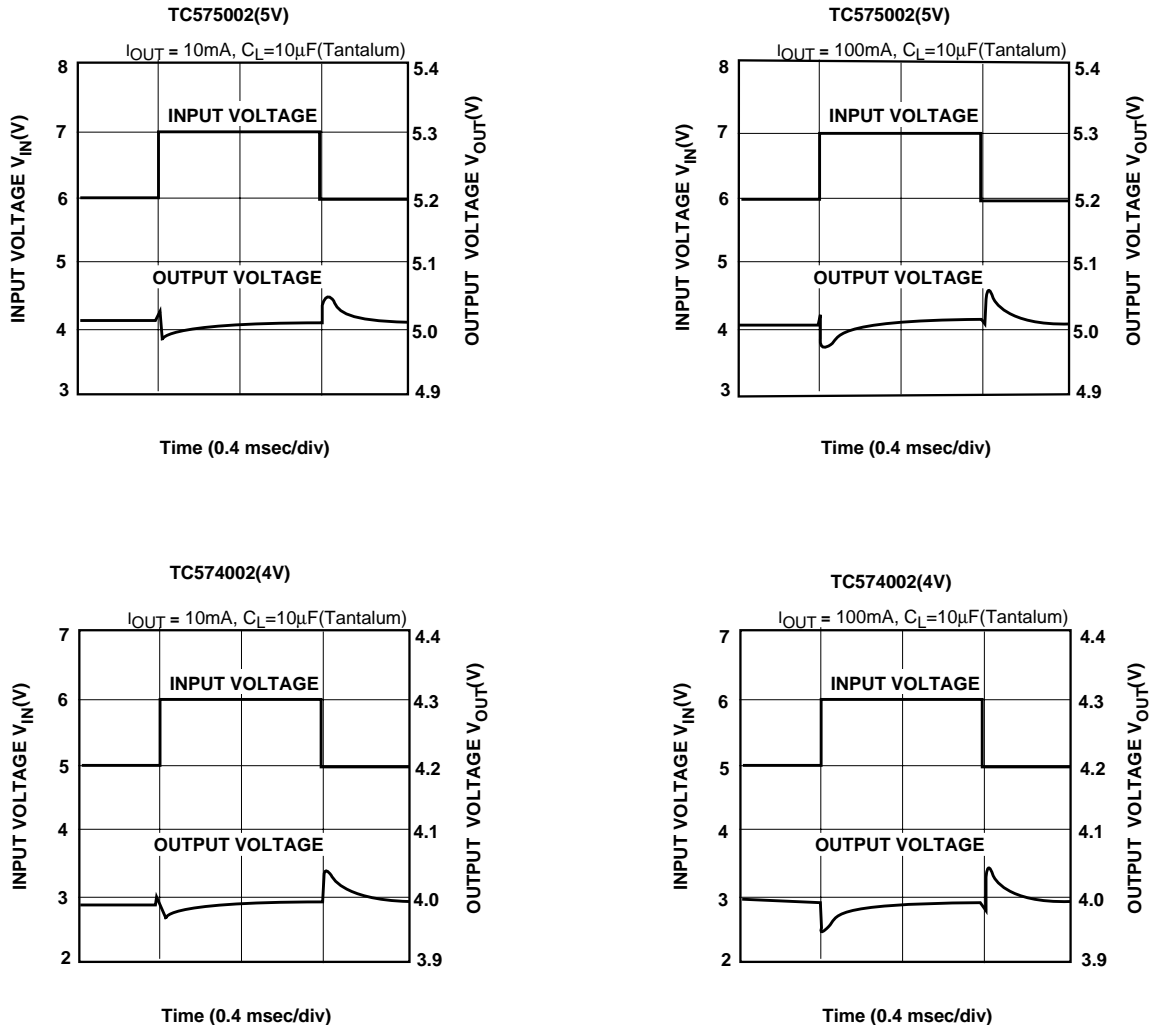 TC575002(5V)
IOUT = 10mA, CL=10µF(Tantalum)
8
7
6
5
4
3
INPUT VOLTAGE VIN(V)
INPUT VOLTAGE
OUTPUT VOLTAGE
5.4
5.3
5.2
5.1
5.0
4.9
OUTPUT VOLTAGE VOUT(V)
Time (0.4 msec/div)
TC575002(5V)
IOUT = 100mA, CL=10µF(Tantalum)
8
7
6
5
4
3
INPUT VOLTAGE VIN(V)
INPUT VOLTAGE
OUTPUT VOLTAGE
5.4
5.3
5.2
5.1
5.0
4.9
OUTPUT VOLTAGE VOUT(V)
Time (0.4 msec/div)
TC574002(4V)
IOUT = 10mA, CL=10µF(Tantalum)
7
6
5
4
3
2
INPUT VOLTAGE VIN(V)
INPUT VOLTAGE
OUTPUT VOLTAGE
4.4
4.3
4.2
4.1
4.0
3.9
OUTPUT VOLTAGE VOUT(V)
Time (0.4 msec/div)
TC574002(4V)
IOUT = 100mA, CL=10µF(Tantalum)
7
6
5
4
3
2
INPUT VOLTAGE VIN(V)
INPUT VOLTAGE
OUTPUT VOLTAGE
4.4
4.3
4.2
4.1
4.0
3.9
OUTPUT VOLTAGE VOUT(V)
Time (0.4 msec/div)